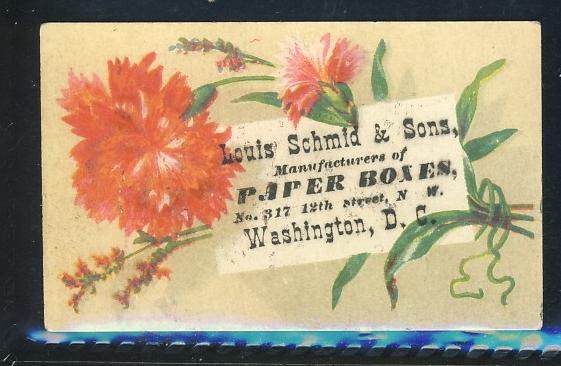 Louis Schmid & Sons,
Manufacturers of
PAPER BOXES,
No. 317 12th Street, N. W.
Washington, D. C.